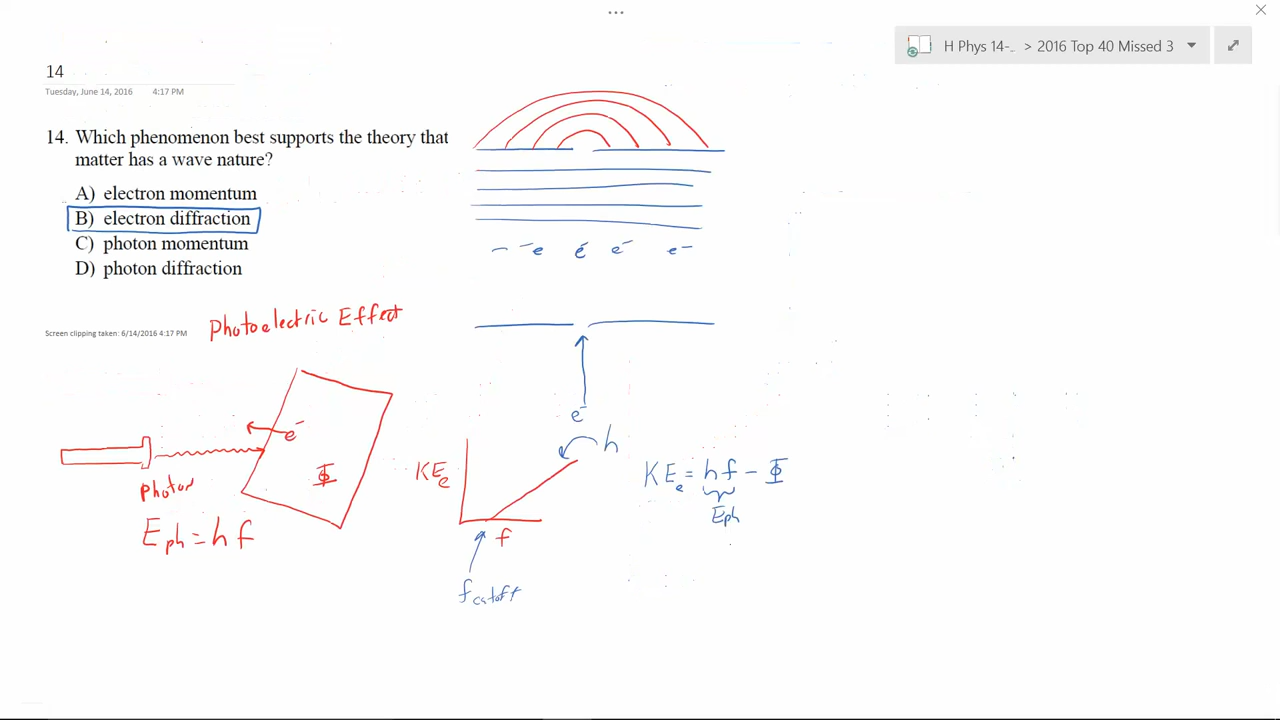 H Phys 14-... > 2016 Top 40 Missed 3
14
Tuesday, June 14, 2016 4:17 PM
14. Which phenomenon best supports the theory that
matter has a wave nature?
A) electron momentum
B) electron diffraction
C) photon momentum
D) photon diffraction
Screen clipping taken: 6/14/2016 4:17 PM
Photoelectric Effect
e⁻
Φ
photon
E_ph = hf
— ⁻e e⁻ e⁻ e⁻
e⁻
h
KE_e
f
f_cutoff
KE_e = hf − Φ
E_ph